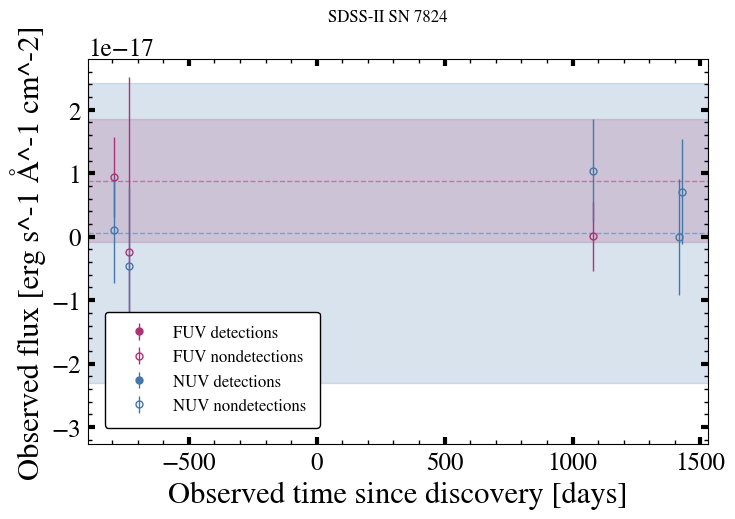 SDSS-II SN 7824
1e−17
Observed flux [erg s^-1 Å^-1 cm^-2]
2
1
0
−1
−2
−3
FUV detections
FUV nondetections
NUV detections
NUV nondetections
−500 0 500 1000 1500
Observed time since discovery [days]